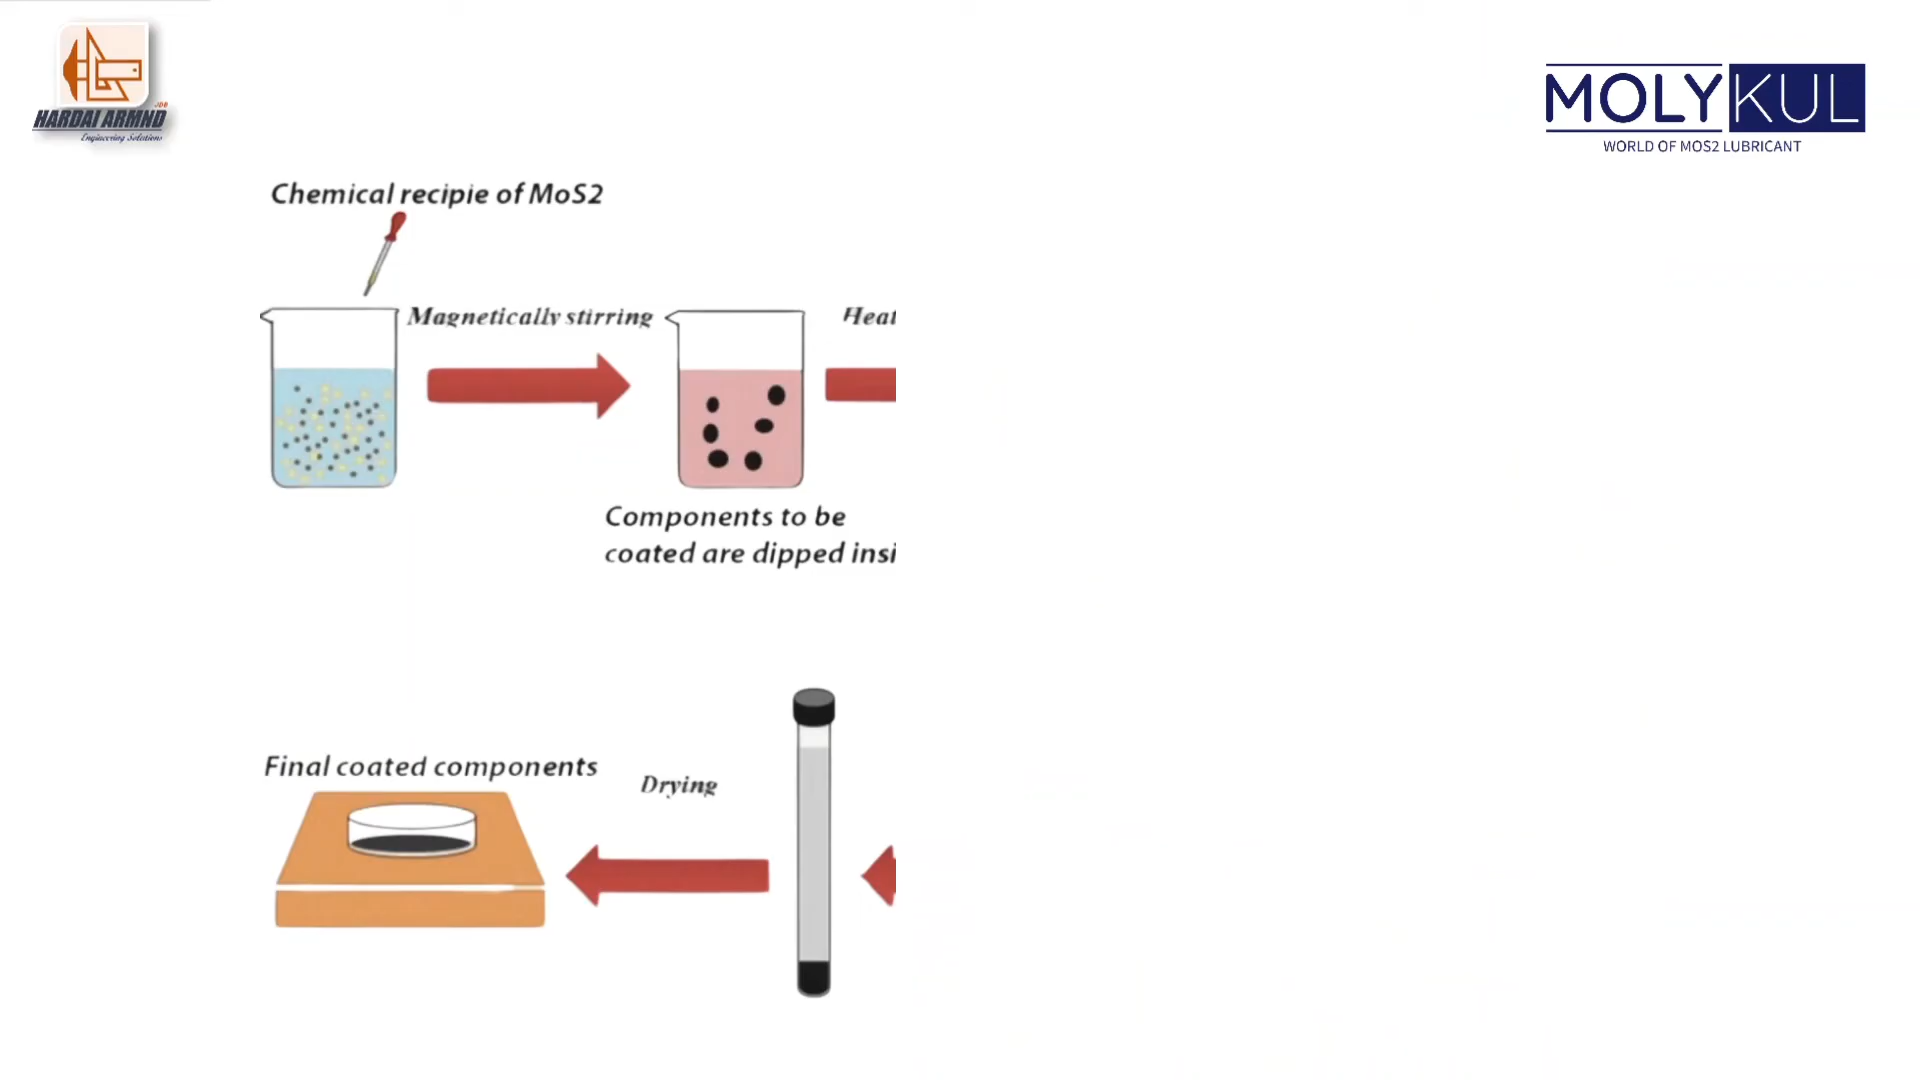 HARDAI ARMND
Engineering Solutions
MOLYKUL
WORLD OF MOS2 LUBRICANT
Chemical recipie of MoS2
Magnetically stirring
Heat
Components to be
coated are dipped insi
Final coated components
Drying